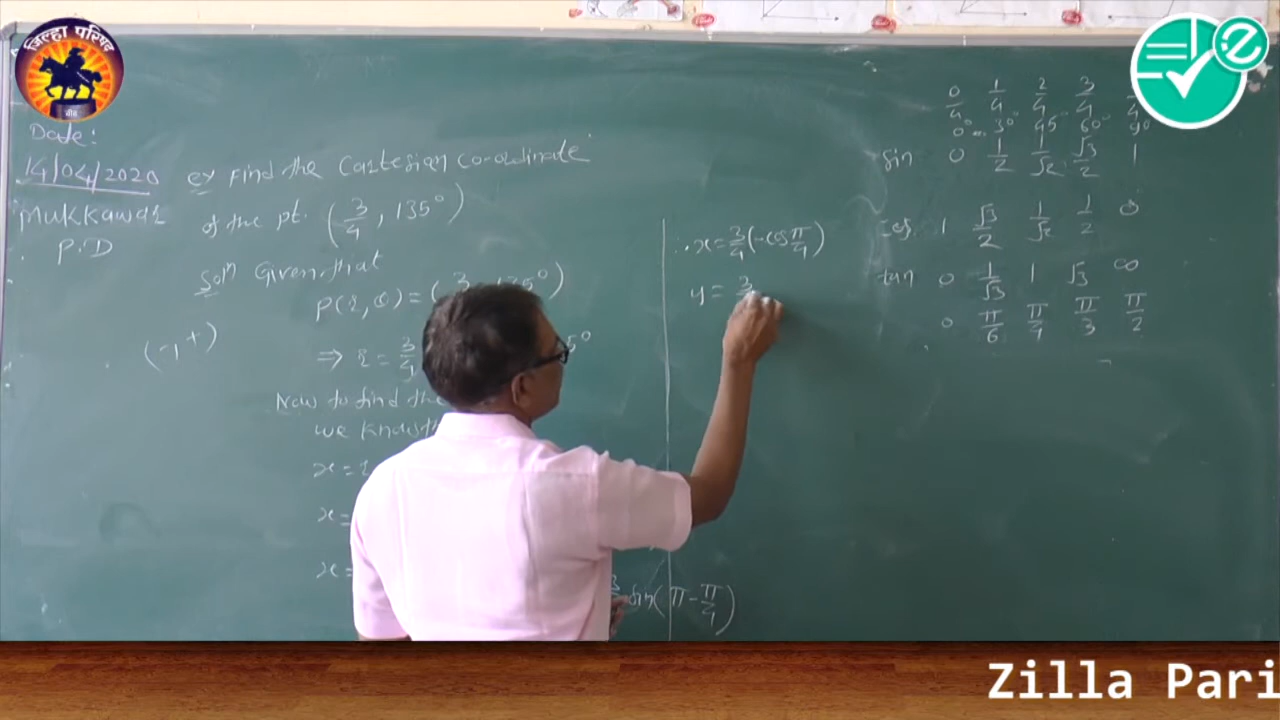 जिल्हा परिषद
बीड
Date:
14/04/2020
Mukkawar
P.D
ex Find the Cartesian co-ordinate
of the pt. (3/4, 135°)
Soln Given that
P(r, θ) = (3
135°)
⇒ r = 3/4
5°
(-, +)
Now to find the
we know th
x = r
x =
x =
3
sin(π - π/4)
∴ x = 3/4(-cos π/4)
y = 3
0/4 1/4 2/4 3/4
0° 30° 45° 60° 90°
sin 0 1/2 1/√2 √3/2 1
cos 1 √3/2 1/√2 1/2 0
tan 0 1/√3 1 √3 ∞
0 π/6 π/4 π/3 π/2
Zilla Pari